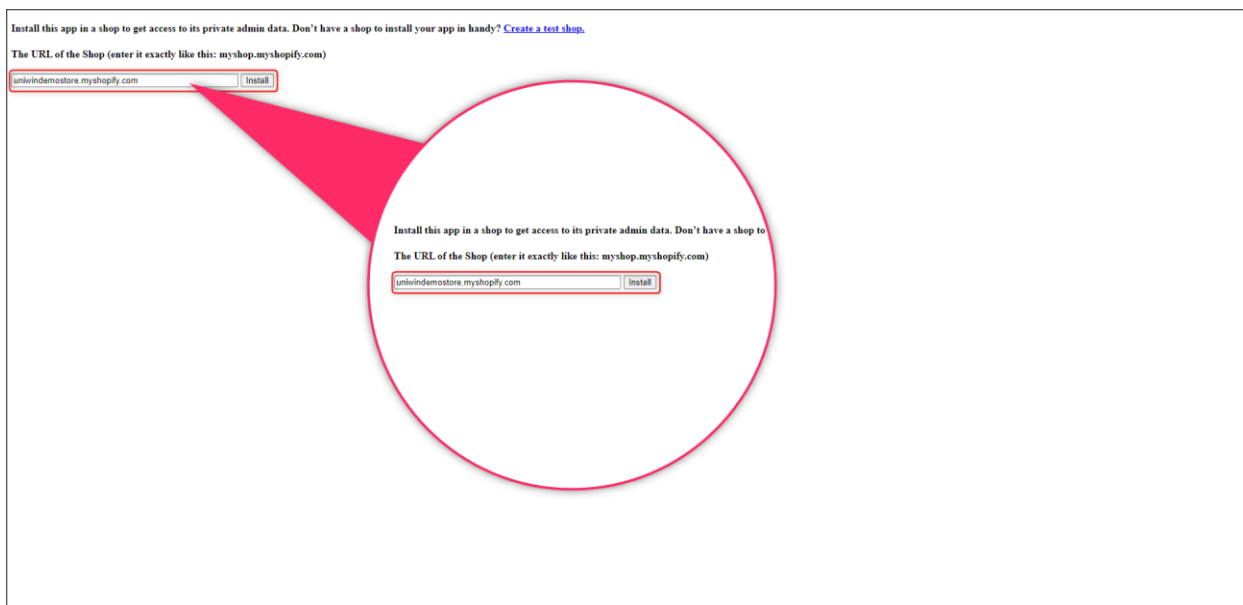 Install this app in a shop to get access to its private admin data. Don't have a shop to install your app in handy? Create a test shop.
The URL of the Shop (enter it exactly like this: myshop.myshopify.com)
uniwindemostore.myshopify.com Install
Install this app in a shop to get access to its private admin data. Don't have a shop to
The URL of the Shop (enter it exactly like this: myshop.myshopify.com)
uniwindemostore.myshopify.com Install